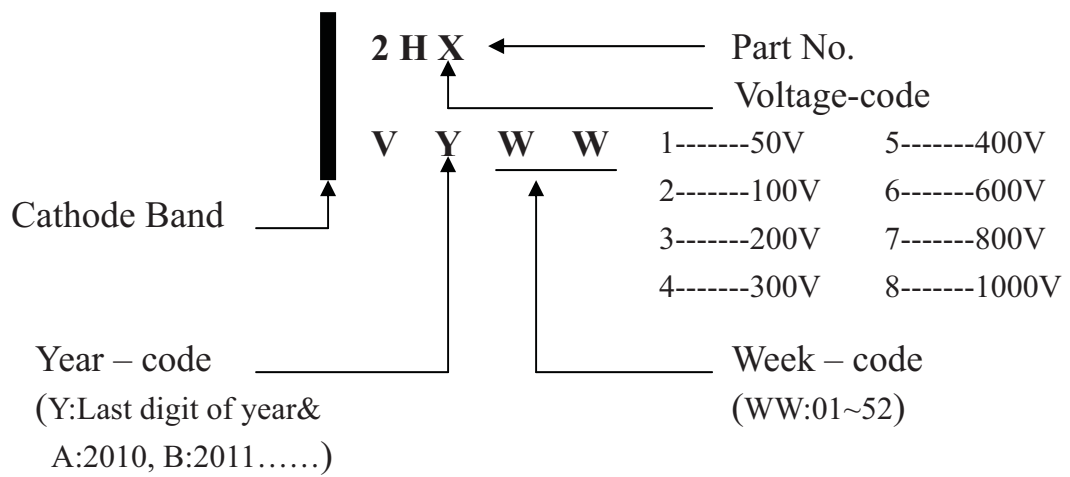 2 H X Part No.
Voltage-code
V Y W W
1-------50V 5-------400V
2-------100V 6-------600V
Cathode Band
3-------200V 7-------800V
4-------300V 8-------1000V
Year – code
(Y:Last digit of year&
A:2010, B:2011……)
Week – code
(WW:01~52)